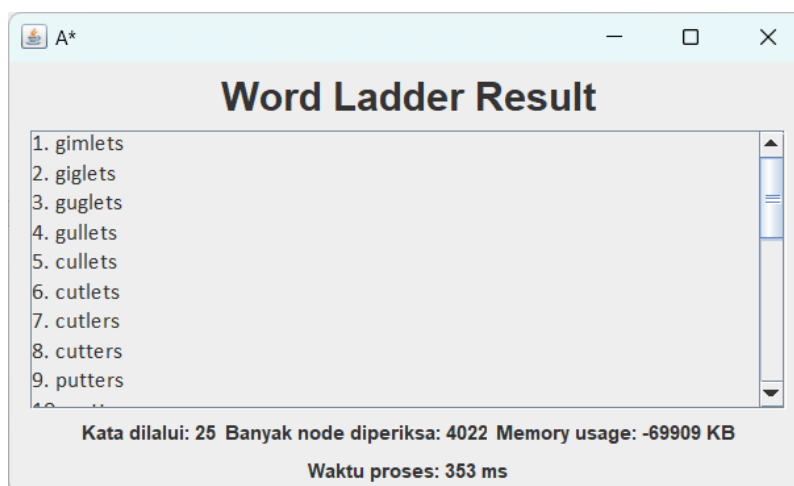 A*
Word Ladder Result
1. gimlets
2. giglets
3. guglets
4. gullets
5. cullets
6. cutlets
7. cutlers
8. cutters
9. putters
Kata dilalui: 25 Banyak node diperiksa: 4022 Memory usage: -69909 KB
Waktu proses: 353 ms